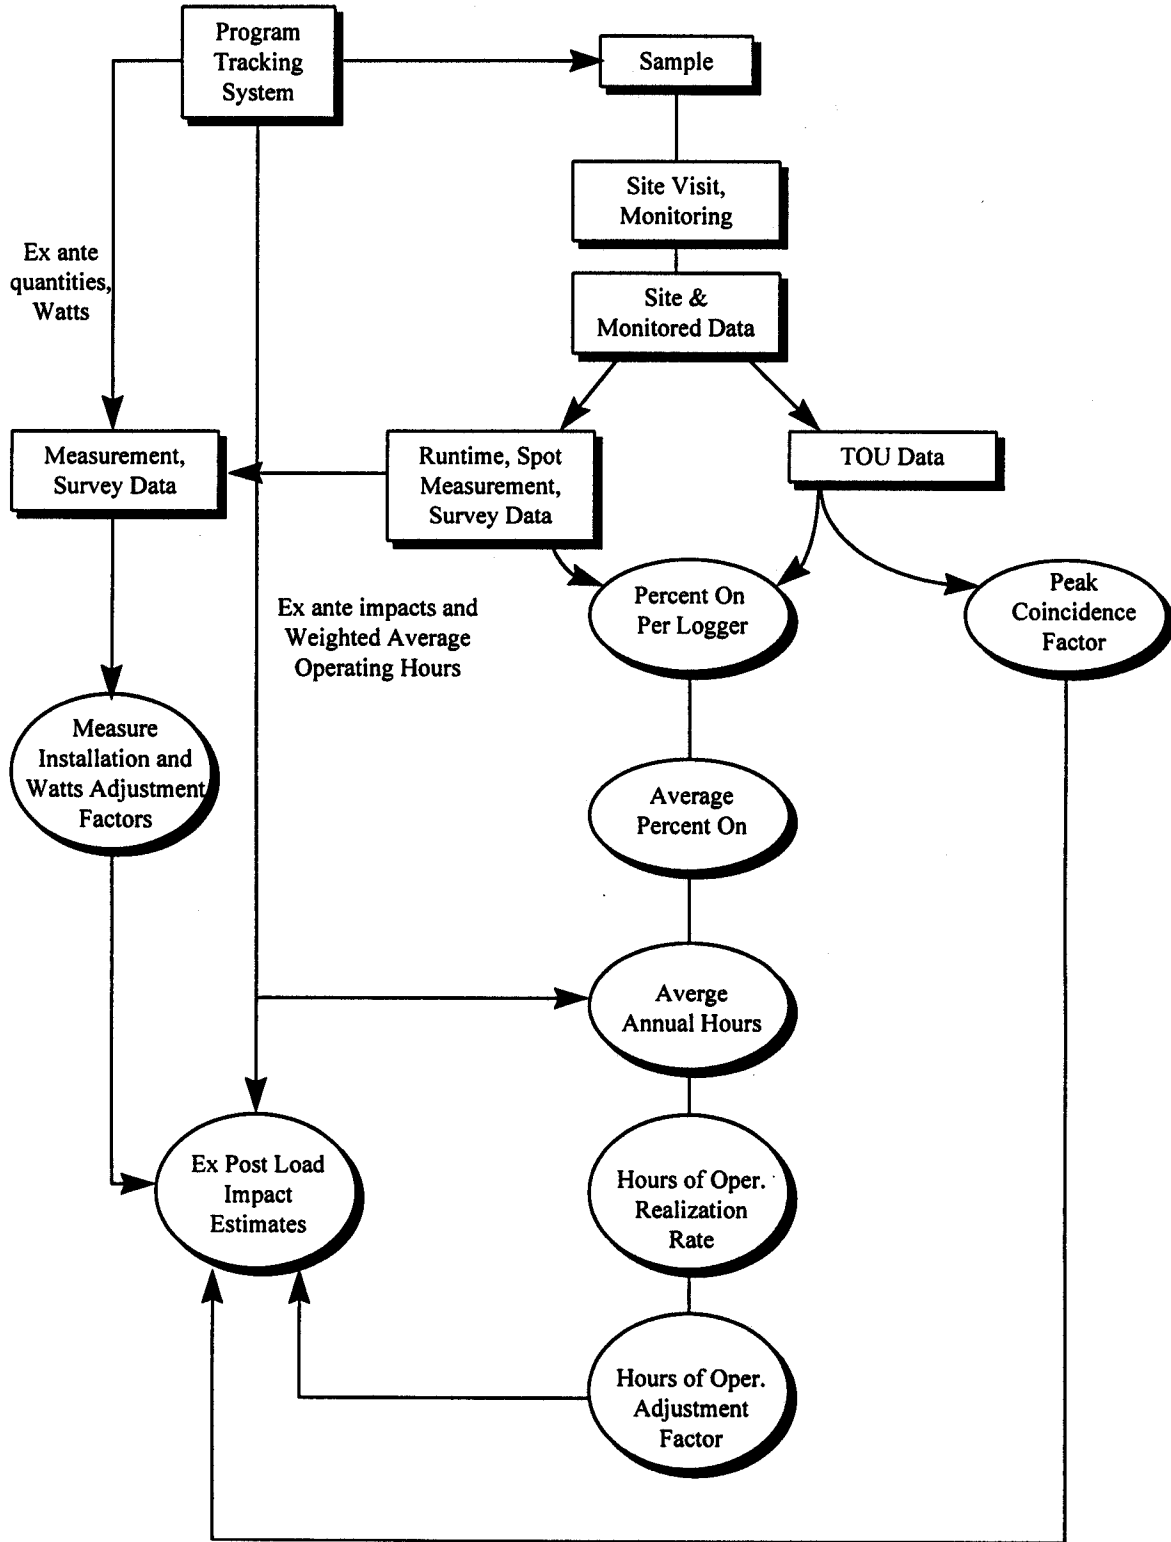 Program
Tracking
System
Sample
Site Visit,
Monitoring
Ex ante
quantities,
Watts
Site &
Monitored Data
Measurement,
Survey Data
Runtime, Spot
Measurement,
Survey Data
TOU Data
Ex ante impacts and
Weighted Average
Operating Hours
Percent On
Per Logger
Peak
Coincidence
Factor
Measure
Installation and
Watts Adjustment
Factors
Average
Percent On
Averge
Annual Hours
Ex Post Load
Impact
Estimates
Hours of Oper.
Realization
Rate
Hours of Oper.
Adjustment
Factor